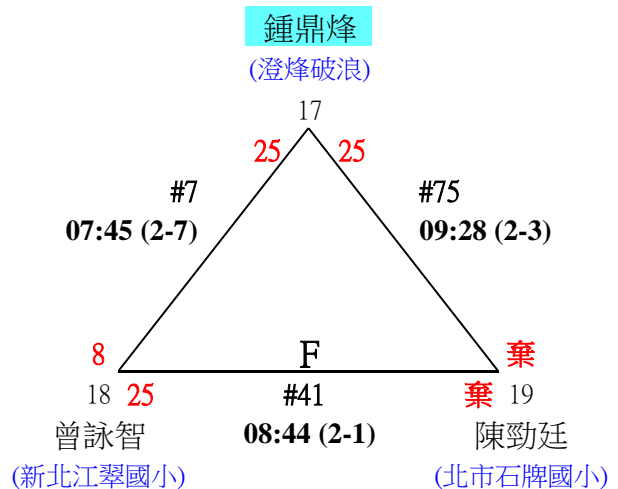 鍾鼎烽
(澄烽破浪)
17
25 25
#7 #75
07:45 (2-7) 09:28 (2-3)
8 F 棄
18 25 #41 棄 19
曾詠智 08:44 (2-1) 陳勁廷
(新北江翠國小) (北市石牌國小)